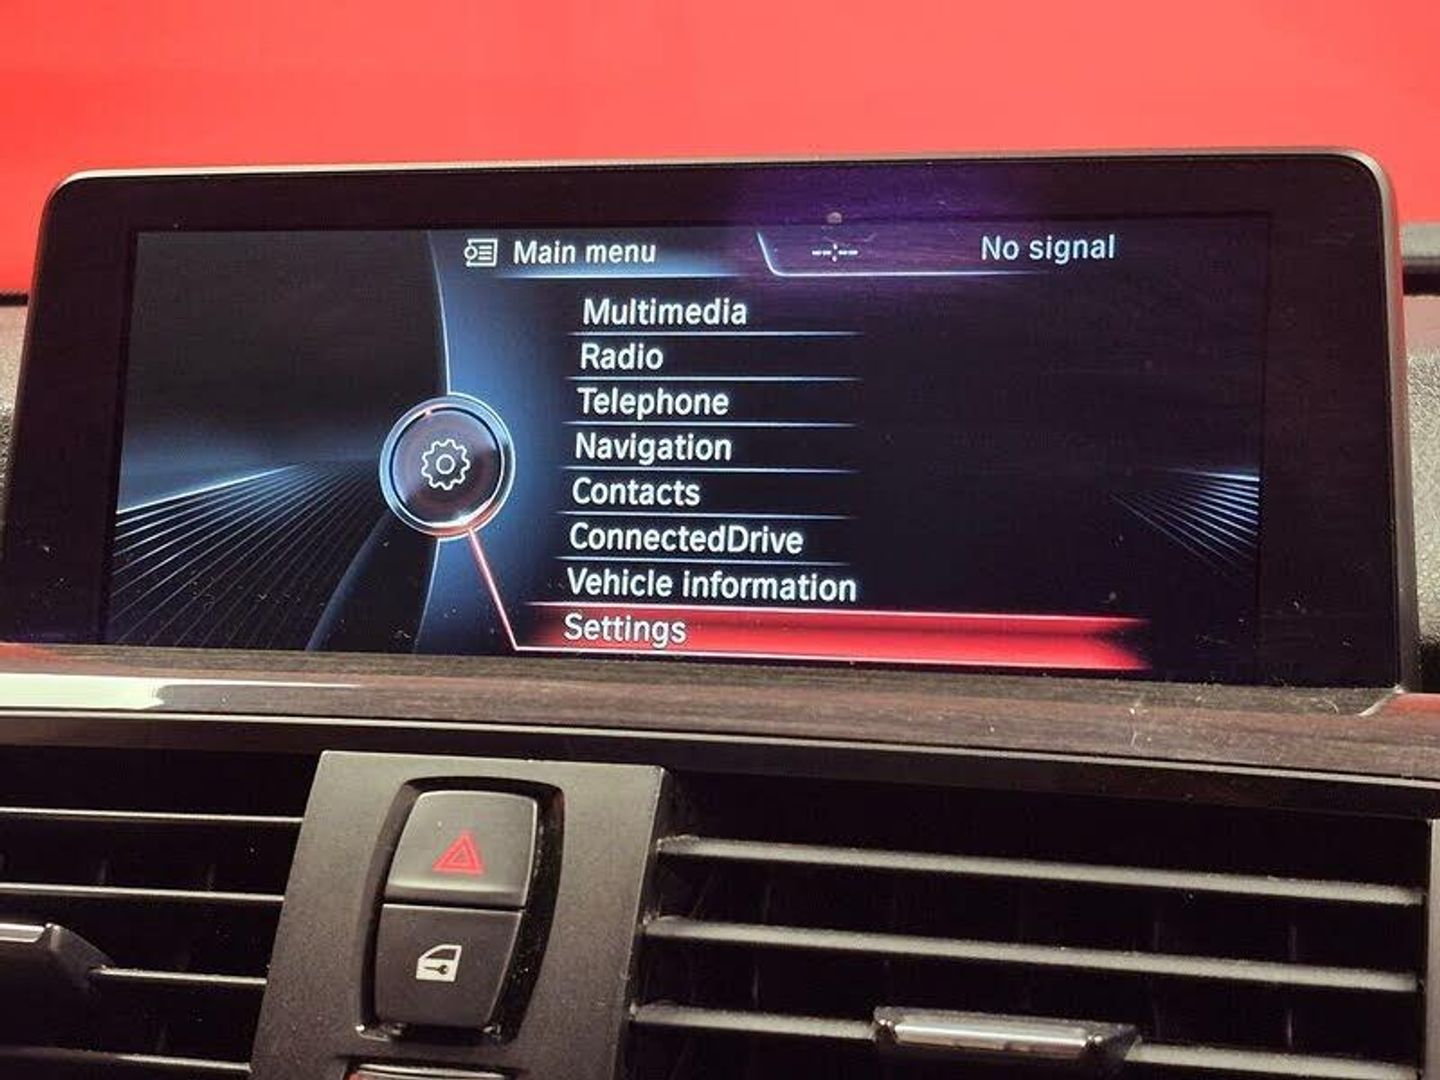 Main menu
--:--
No signal
Multimedia
Radio
Telephone
Navigation
Contacts
ConnectedDrive
Vehicle information
Settings